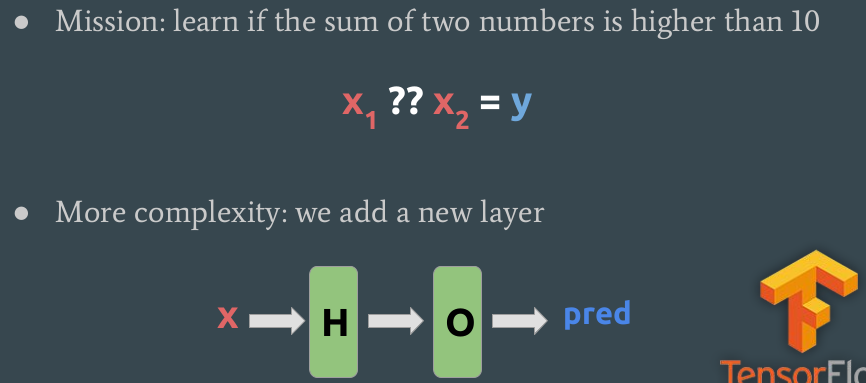 ● Mission: learn if the sum of two numbers is higher than 10
x₁ ?? x₂ = y
● More complexity: we add a new layer
x H O pred
TensorFlo